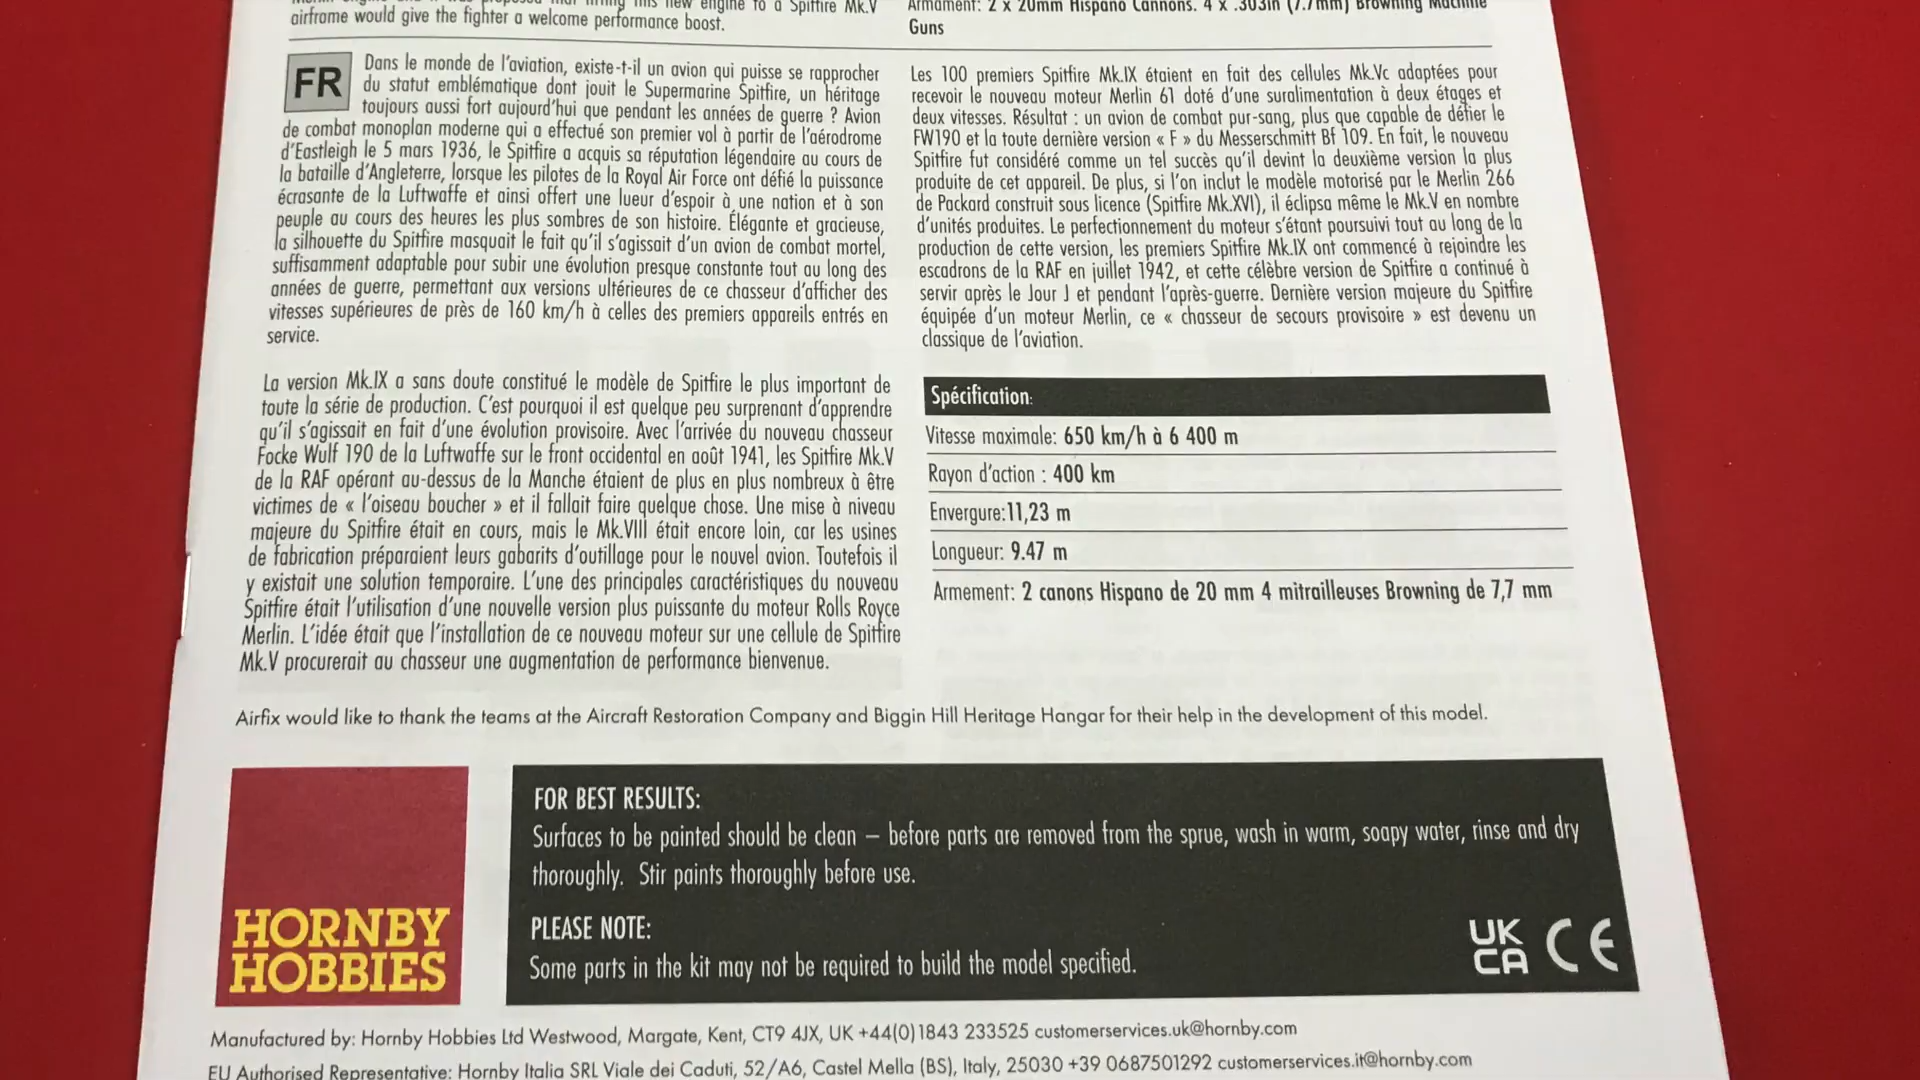 airframe would give the fighter a welcome performance boost.
Armament: 2 x 20mm Hispano Cannons. 4 x .303in (7.7mm) Browning Machine
Guns
FR
Dans le monde de l'aviation, existe-t-il un avion qui puisse se rapprocher
du statut emblématique dont jouit le Supermarine Spitfire, un héritage
toujours aussi fort aujourd'hui que pendant les années de guerre ? Avion
de combat monoplan moderne qui a effectué son premier vol à partir de l'aérodrome
d'Eastleigh le 5 mars 1936, le Spitfire a acquis sa réputation légendaire au cours de
la bataille d'Angleterre, lorsque les pilotes de la Royal Air Force ont défié la puissance
écrasante de la Luftwaffe et ainsi offert une lueur d'espoir à une nation et à son
peuple au cours des heures les plus sombres de son histoire. Élégante et gracieuse,
la silhouette du Spitfire masquait le fait qu'il s'agissait d'un avion de combat mortel,
suffisamment adaptable pour subir une évolution presque constante tout au long des
années de guerre, permettant aux versions ultérieures de ce chasseur d'afficher des
vitesses supérieures de près de 160 km/h à celles des premiers appareils entrés en
service.
La version Mk.IX a sans doute constitué le modèle de Spitfire le plus important de
toute la série de production. C'est pourquoi il est quelque peu surprenant d'apprendre
qu'il s'agissait en fait d'une évolution provisoire. Avec l'arrivée du nouveau chasseur
Focke Wulf 190 de la Luftwaffe sur le front occidental en août 1941, les Spitfire Mk.V
de la RAF opérant au-dessus de la Manche étaient de plus en plus nombreux à être
victimes de « l'oiseau boucher » et il fallait faire quelque chose. Une mise à niveau
majeure du Spitfire était en cours, mais le Mk.VIII était encore loin, car les usines
de fabrication préparaient leurs gabarits d'outillage pour le nouvel avion. Toutefois il
y existait une solution temporaire. L'une des principales caractéristiques du nouveau
Spitfire était l'utilisation d'une nouvelle version plus puissante du moteur Rolls Royce
Merlin. L'idée était que l'installation de ce nouveau moteur sur une cellule de Spitfire
Mk.V procurerait au chasseur une augmentation de performance bienvenue.
Les 100 premiers Spitfire Mk.IX étaient en fait des cellules Mk.Vc adaptées pour
recevoir le nouveau moteur Merlin 61 doté d'une suralimentation à deux étages et
deux vitesses. Résultat : un avion de combat pur-sang, plus que capable de défier le
FW190 et la toute dernière version « F » du Messerschmitt Bf 109. En fait, le nouveau
Spitfire fut considéré comme un tel succès qu'il devint la deuxième version la plus
produite de cet appareil. De plus, si l'on inclut le modèle motorisé par le Merlin 266
de Packard construit sous licence (Spitfire Mk.XVI), il éclipsa même le Mk.V en nombre
d'unités produites. Le perfectionnement du moteur s'étant poursuivi tout au long de la
production de cette version, les premiers Spitfire Mk.IX ont commencé à rejoindre les
escadrons de la RAF en juillet 1942, et cette célèbre version de Spitfire a continué à
servir après le Jour J et pendant l'après-guerre. Dernière version majeure du Spitfire
équipée d'un moteur Merlin, ce « chasseur de secours provisoire » est devenu un
classique de l'aviation.
Spécification:
Vitesse maximale: 650 km/h à 6 400 m
Rayon d'action : 400 km
Envergure:11,23 m
Longueur: 9.47 m
Armement: 2 canons Hispano de 20 mm 4 mitrailleuses Browning de 7,7 mm
Airfix would like to thank the teams at the Aircraft Restoration Company and Biggin Hill Heritage Hangar for their help in the development of this model.
HORNBY
HOBBIES
FOR BEST RESULTS:
Surfaces to be painted should be clean – before parts are removed from the sprue, wash in warm, soapy water, rinse and dry
thoroughly. Stir paints thoroughly before use.
PLEASE NOTE:
Some parts in the kit may not be required to build the model specified.
UK
CA CE
Manufactured by: Hornby Hobbies Ltd Westwood, Margate, Kent, CT9 4JX, UK +44(0)1843 233525 customerservices.uk@hornby.com
EU Authorised Representative: Hornby Italia SRL Viale dei Caduti, 52/A6, Castel Mella (BS), Italy, 25030 +39 0687501292 customerservices.it@hornby.com